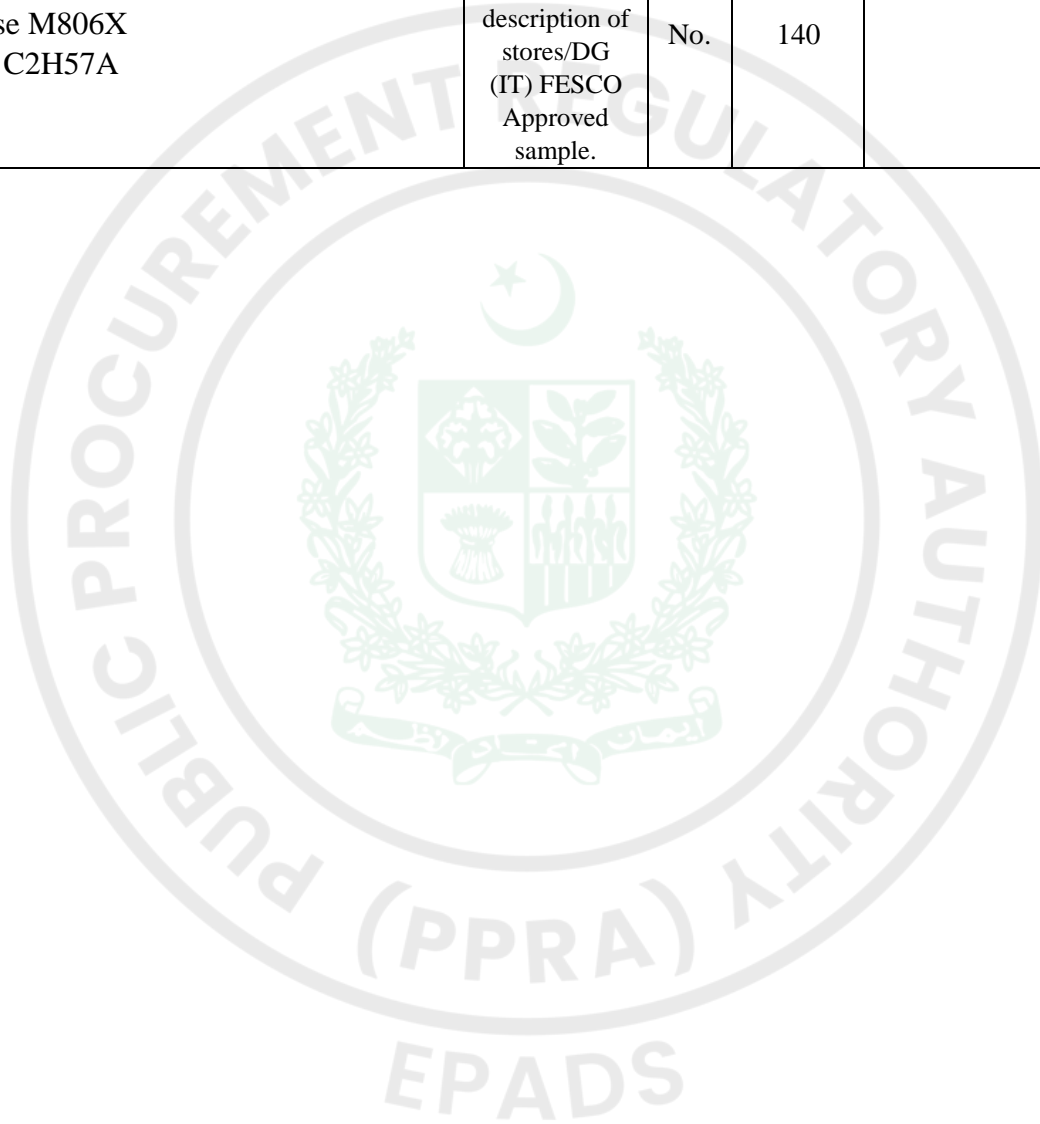 se M806X
C2H57A
description of
stores/DG
(IT) FESCO
Approved
sample.
No.
140
PUBLIC PROCUREMENT REGULATORY AUTHORITY
(PPRA)
EPADS